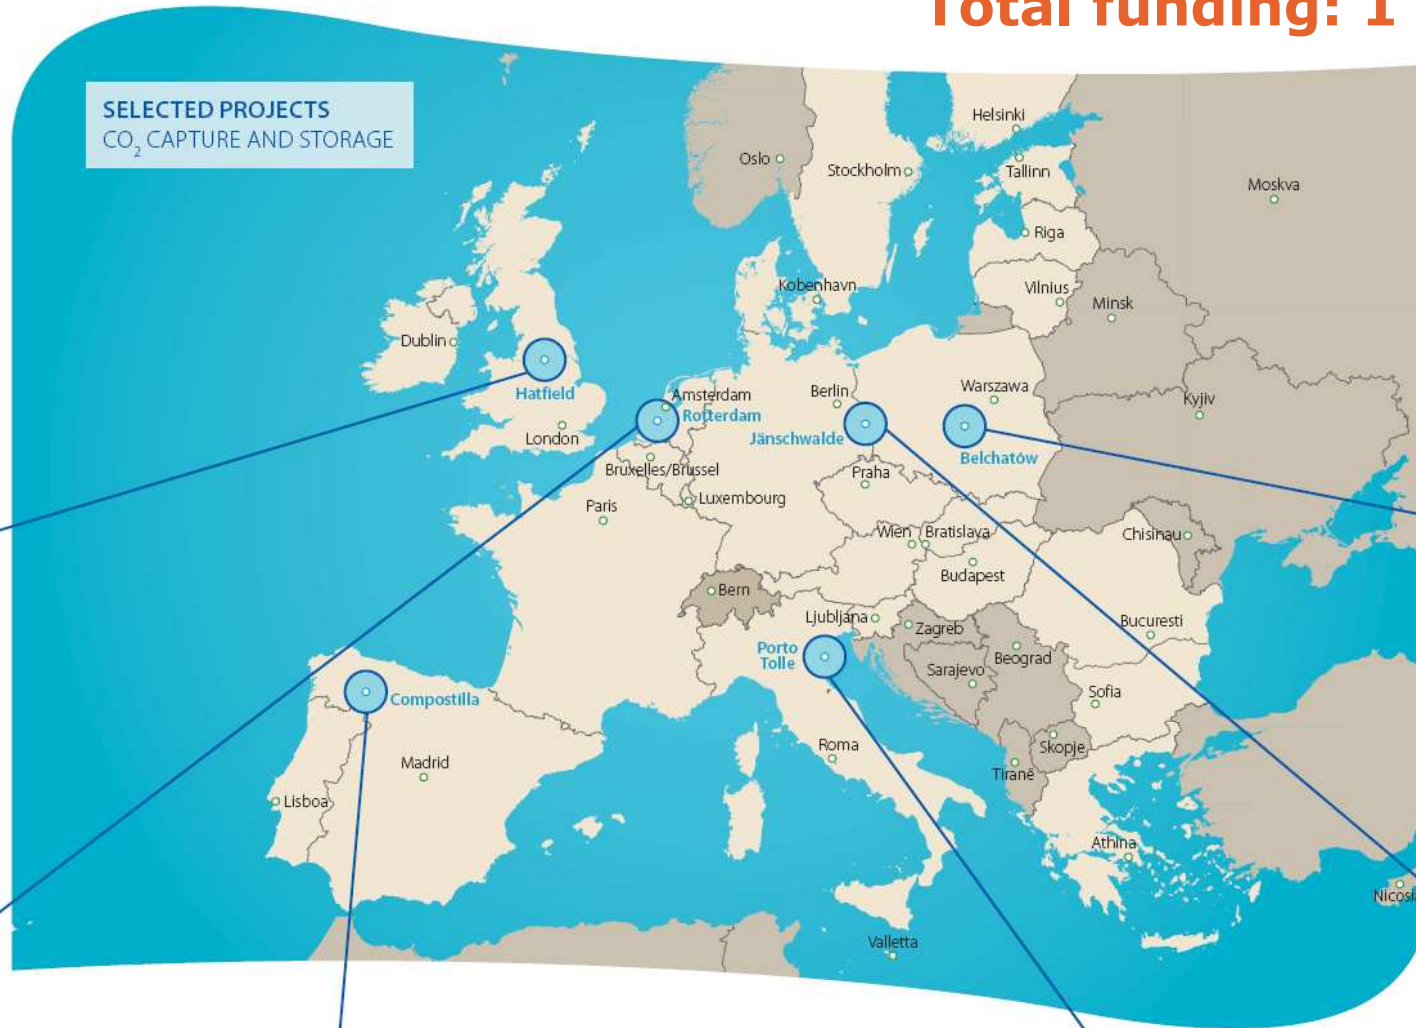 Total funding: 1
SELECTED PROJECTS
CO₂ CAPTURE AND STORAGE
Helsinki
Oslo
Stockholm
Tallinn
Moskva
Riga
Kobenhavn
Vilnius
Minsk
Dublin
Hatfield
Amsterdam
Berlin
Warszawa
Kyjiv
Rotterdam
London
Jänschwalde
Belchatów
Bruxelles/Brussel
Praha
Luxembourg
Paris
Wien
Bratislava
Chisinau
Budapest
Bern
Ljubljana
Zagreb
Bucuresti
Porto
Tolle
Beograd
Sarajevo
Sofia
Compostilla
Roma
Skopje
Madrid
Tiranë
Lisboa
Athina
Nicosi
Valletta